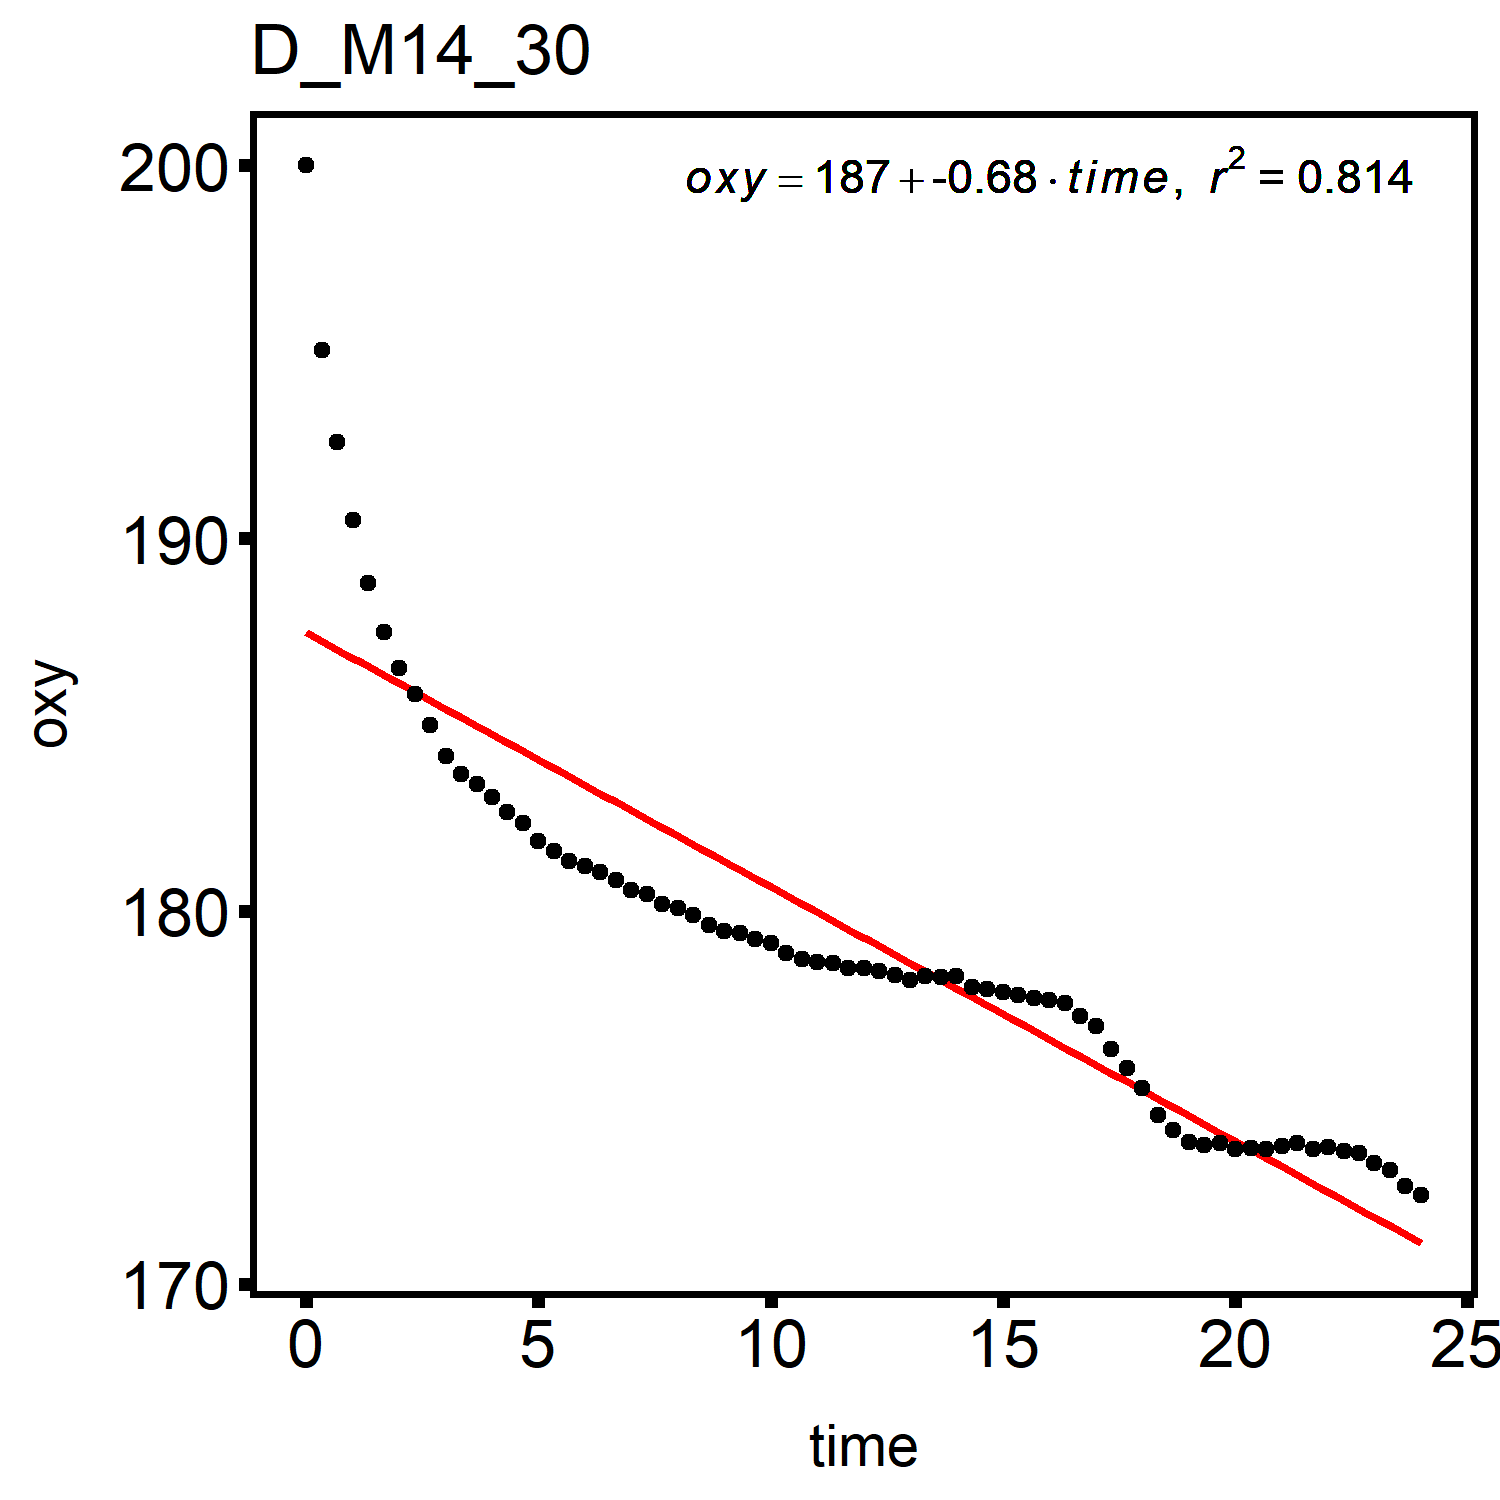 D_M14_30
oxy = 187 + -0.68 · time, r² = 0.814
200
190
180
170
oxy
0 5 10 15 20 25
time